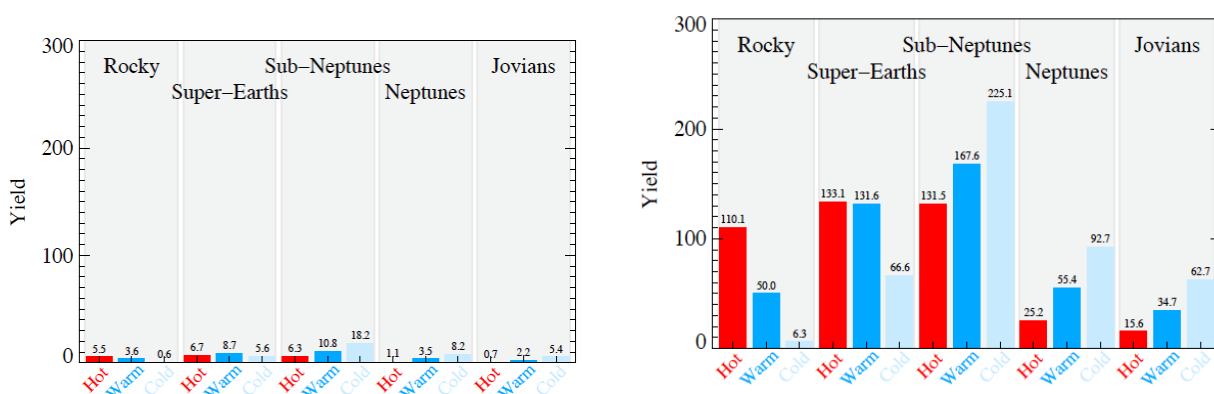 300
200
100
0
Yield
Rocky
Super–Earths
Sub–Neptunes
Neptunes
Jovians
5.5
3.6
0.6
6.7
8.7
5.6
6.3
10.8
18.2
1.1
3.5
8.2
0.7
2.2
5.4
Hot
Warm
Cold
Hot
Warm
Cold
Hot
Warm
Cold
Hot
Warm
Cold
Hot
Warm
Cold
300
200
100
0
Yield
Rocky
Super–Earths
Sub–Neptunes
Neptunes
Jovians
110.1
50.0
6.3
133.1
131.6
66.6
131.5
167.6
225.1
25.2
55.4
92.7
15.6
34.7
62.7
Hot
Warm
Cold
Hot
Warm
Cold
Hot
Warm
Cold
Hot
Warm
Cold
Hot
Warm
Cold